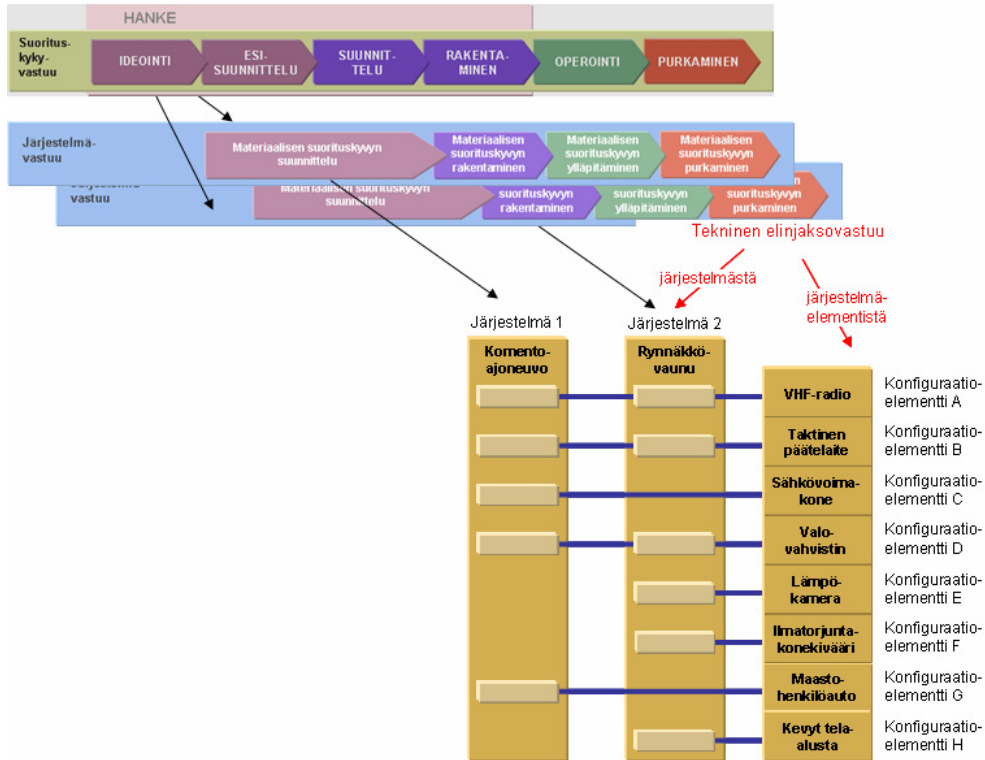 HANKE
Suoritus-
kyky-
vastuu
IDEOINTI
ESI-
SUUNNITTELU
SUUNNIT-
TELU
RAKENTA-
MINEN
OPEROINTI
PURKAMINEN
Järjestelmä-
vastuu
Materiaalisen suorituskyvyn
suunnittelu
Materiaalisen
suorituskyvyn
rakentaminen
Materiaalisen
suorituskyvyn
ylläpitäminen
Materiaalisen
suorituskyvyn
purkaminen
Järjestelmä-
vastuu
Materiaalisen suorituskyvyn
suunnittelu
suorituskyvyn
rakentaminen
suorituskyvyn
ylläpitäminen
suorituskyvyn
purkaminen
Tekninen elinjaksovastuu
järjestelmästä
järjestelmä-
elementistä
Järjestelmä 1
Järjestelmä 2
Komento-
ajoneuvo
Rynnäkkö-
vaunu
VHF-radio
Konfiguraatio-
elementti A
Taktinen
päätelaite
Konfiguraatio-
elementti B
Sähkövoima-
kone
Konfiguraatio-
elementti C
Valo-
vahvistin
Konfiguraatio-
elementti D
Lämpö-
kamera
Konfiguraatio-
elementti E
Ilmatorjunta-
konekivääri
Konfiguraatio-
elementti F
Maasto-
henkilöauto
Konfiguraatio-
elementti G
Kevyt tela-
alusta
Konfiguraatio-
elementti H